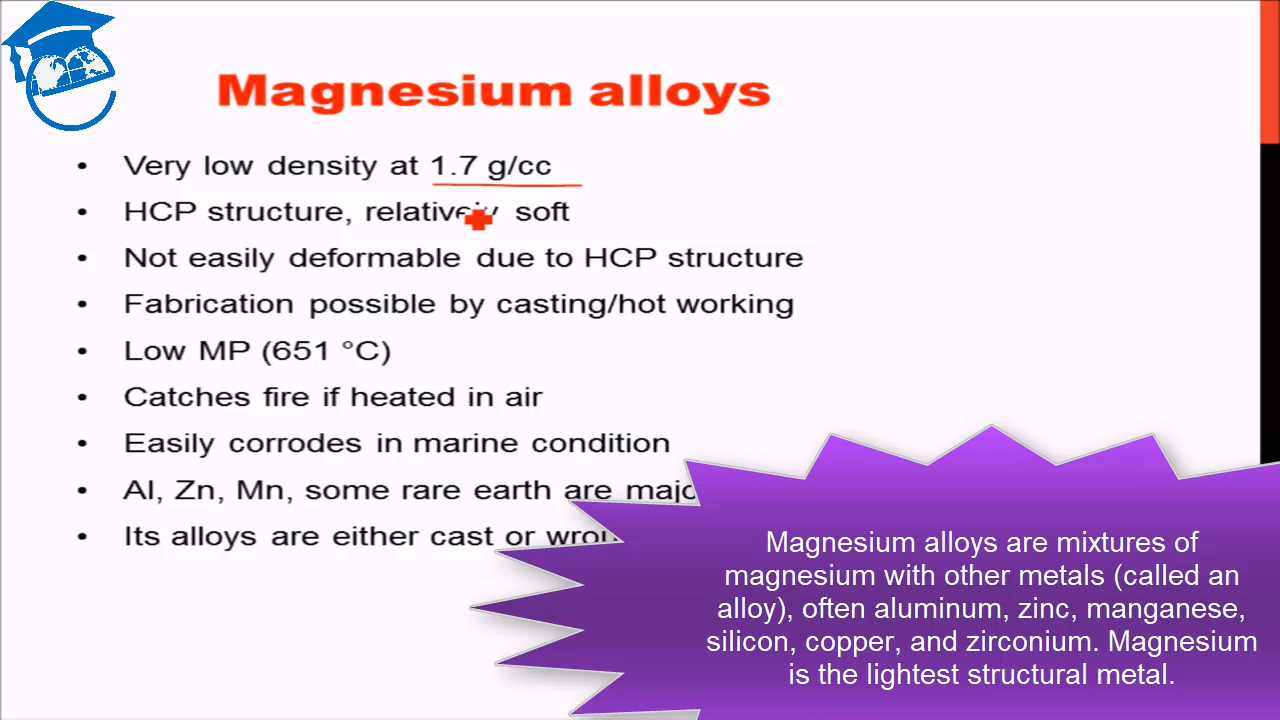 Magnesium alloys
• Very low density at 1.7 g/cc
• HCP structure, relatively soft
• Not easily deformable due to HCP structure
• Fabrication possible by casting/hot working
• Low MP (651 °C)
• Catches fire if heated in air
• Easily corrodes in marine condition
• Al, Zn, Mn, some rare earth are
• Its alloys are either cast or
Magnesium alloys are mixtures of
magnesium with other metals (called an
alloy), often aluminum, zinc, manganese,
silicon, copper, and zirconium. Magnesium
is the lightest structural metal.